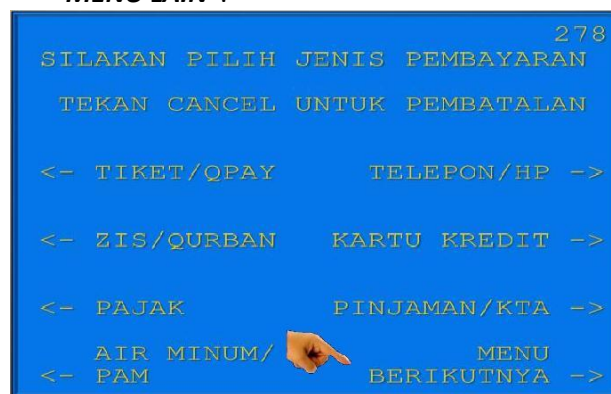 MENU LAIN".
278
SILAKAN PILIH JENIS PEMBAYARAN
TEKAN CANCEL UNTUK PEMBATALAN
<- TIKET/QPAY TELEPON/HP ->
<- ZIS/QURBAN KARTU KREDIT ->
<- PAJAK PINJAMAN/KTA ->
AIR MINUM/ MENU
<- PAM BERIKUTNYA ->